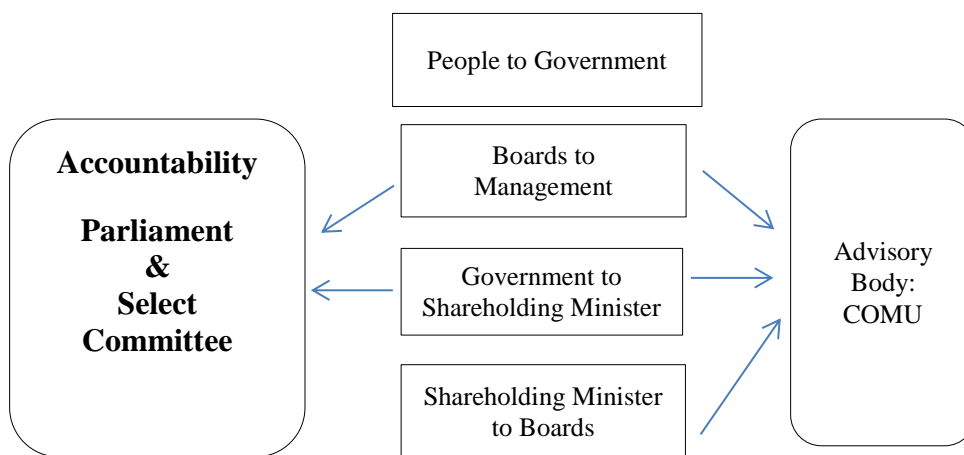 People to Government
Accountability
Parliament
&
Select
Committee
Boards to
Management
Government to
Shareholding Minister
Shareholding Minister
to Boards
Advisory
Body:
COMU